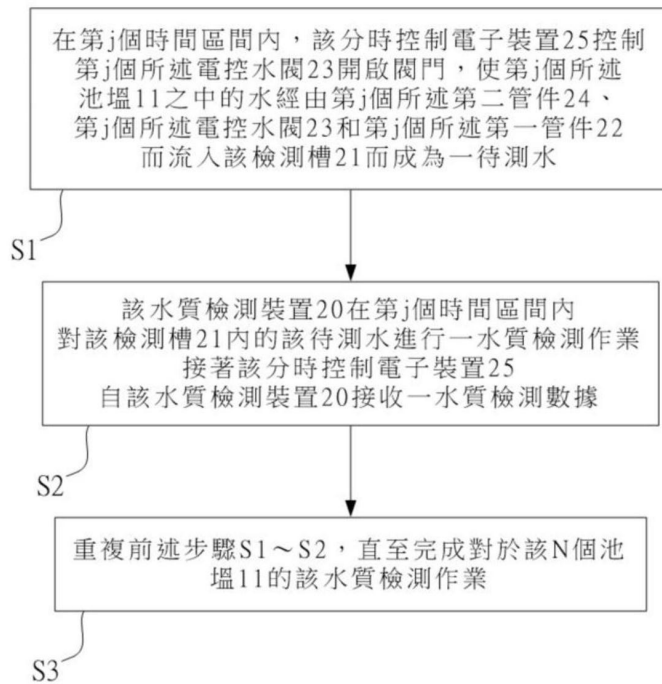 在第j個時間區間內，該分時控制電子裝置25控制
第j個所述電控水閥23開啟閥門，使第j個所述
池塭11之中的水經由第j個所述第二管件24、
第j個所述電控水閥23和第j個所述第一管件22
而流入該檢測槽21而成為一待測水
S1
該水質檢測裝置20在第j個時間區間內
對該檢測槽21內的該待測水進行一水質檢測作業
接著該分時控制電子裝置25
自該水質檢測裝置20接收一水質檢測數據
S2
重複前述步驟S1～S2，直至完成對於該N個池
塭11的該水質檢測作業
S3